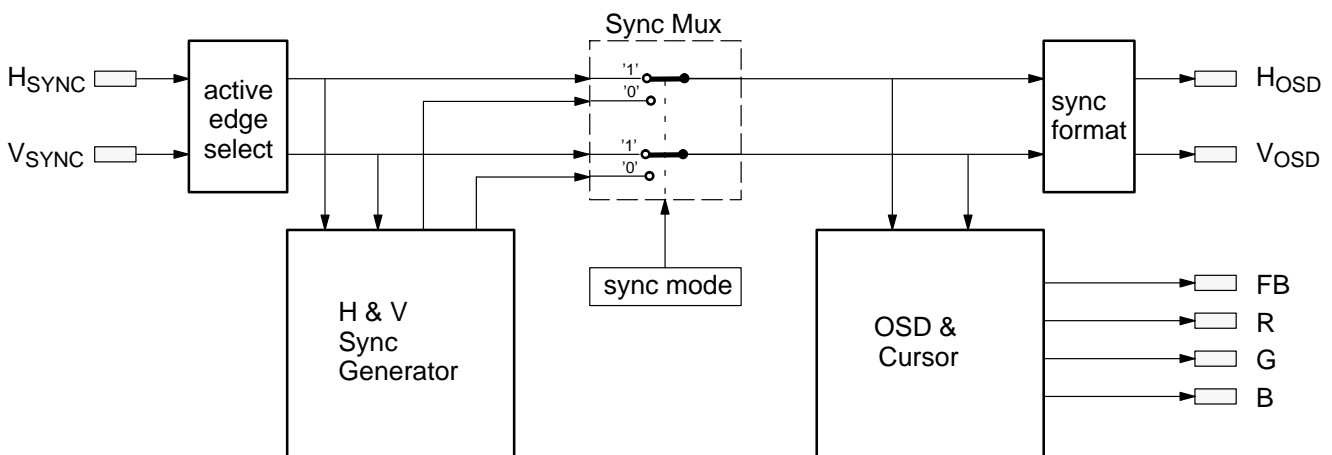 Sync Mux
HSYNC
VSYNC
active
edge
select
'1'
'0'
'1'
'0'
sync
format
HOSD
VOSD
sync mode
H & V
Sync
Generator
OSD &
Cursor
FB
R
G
B